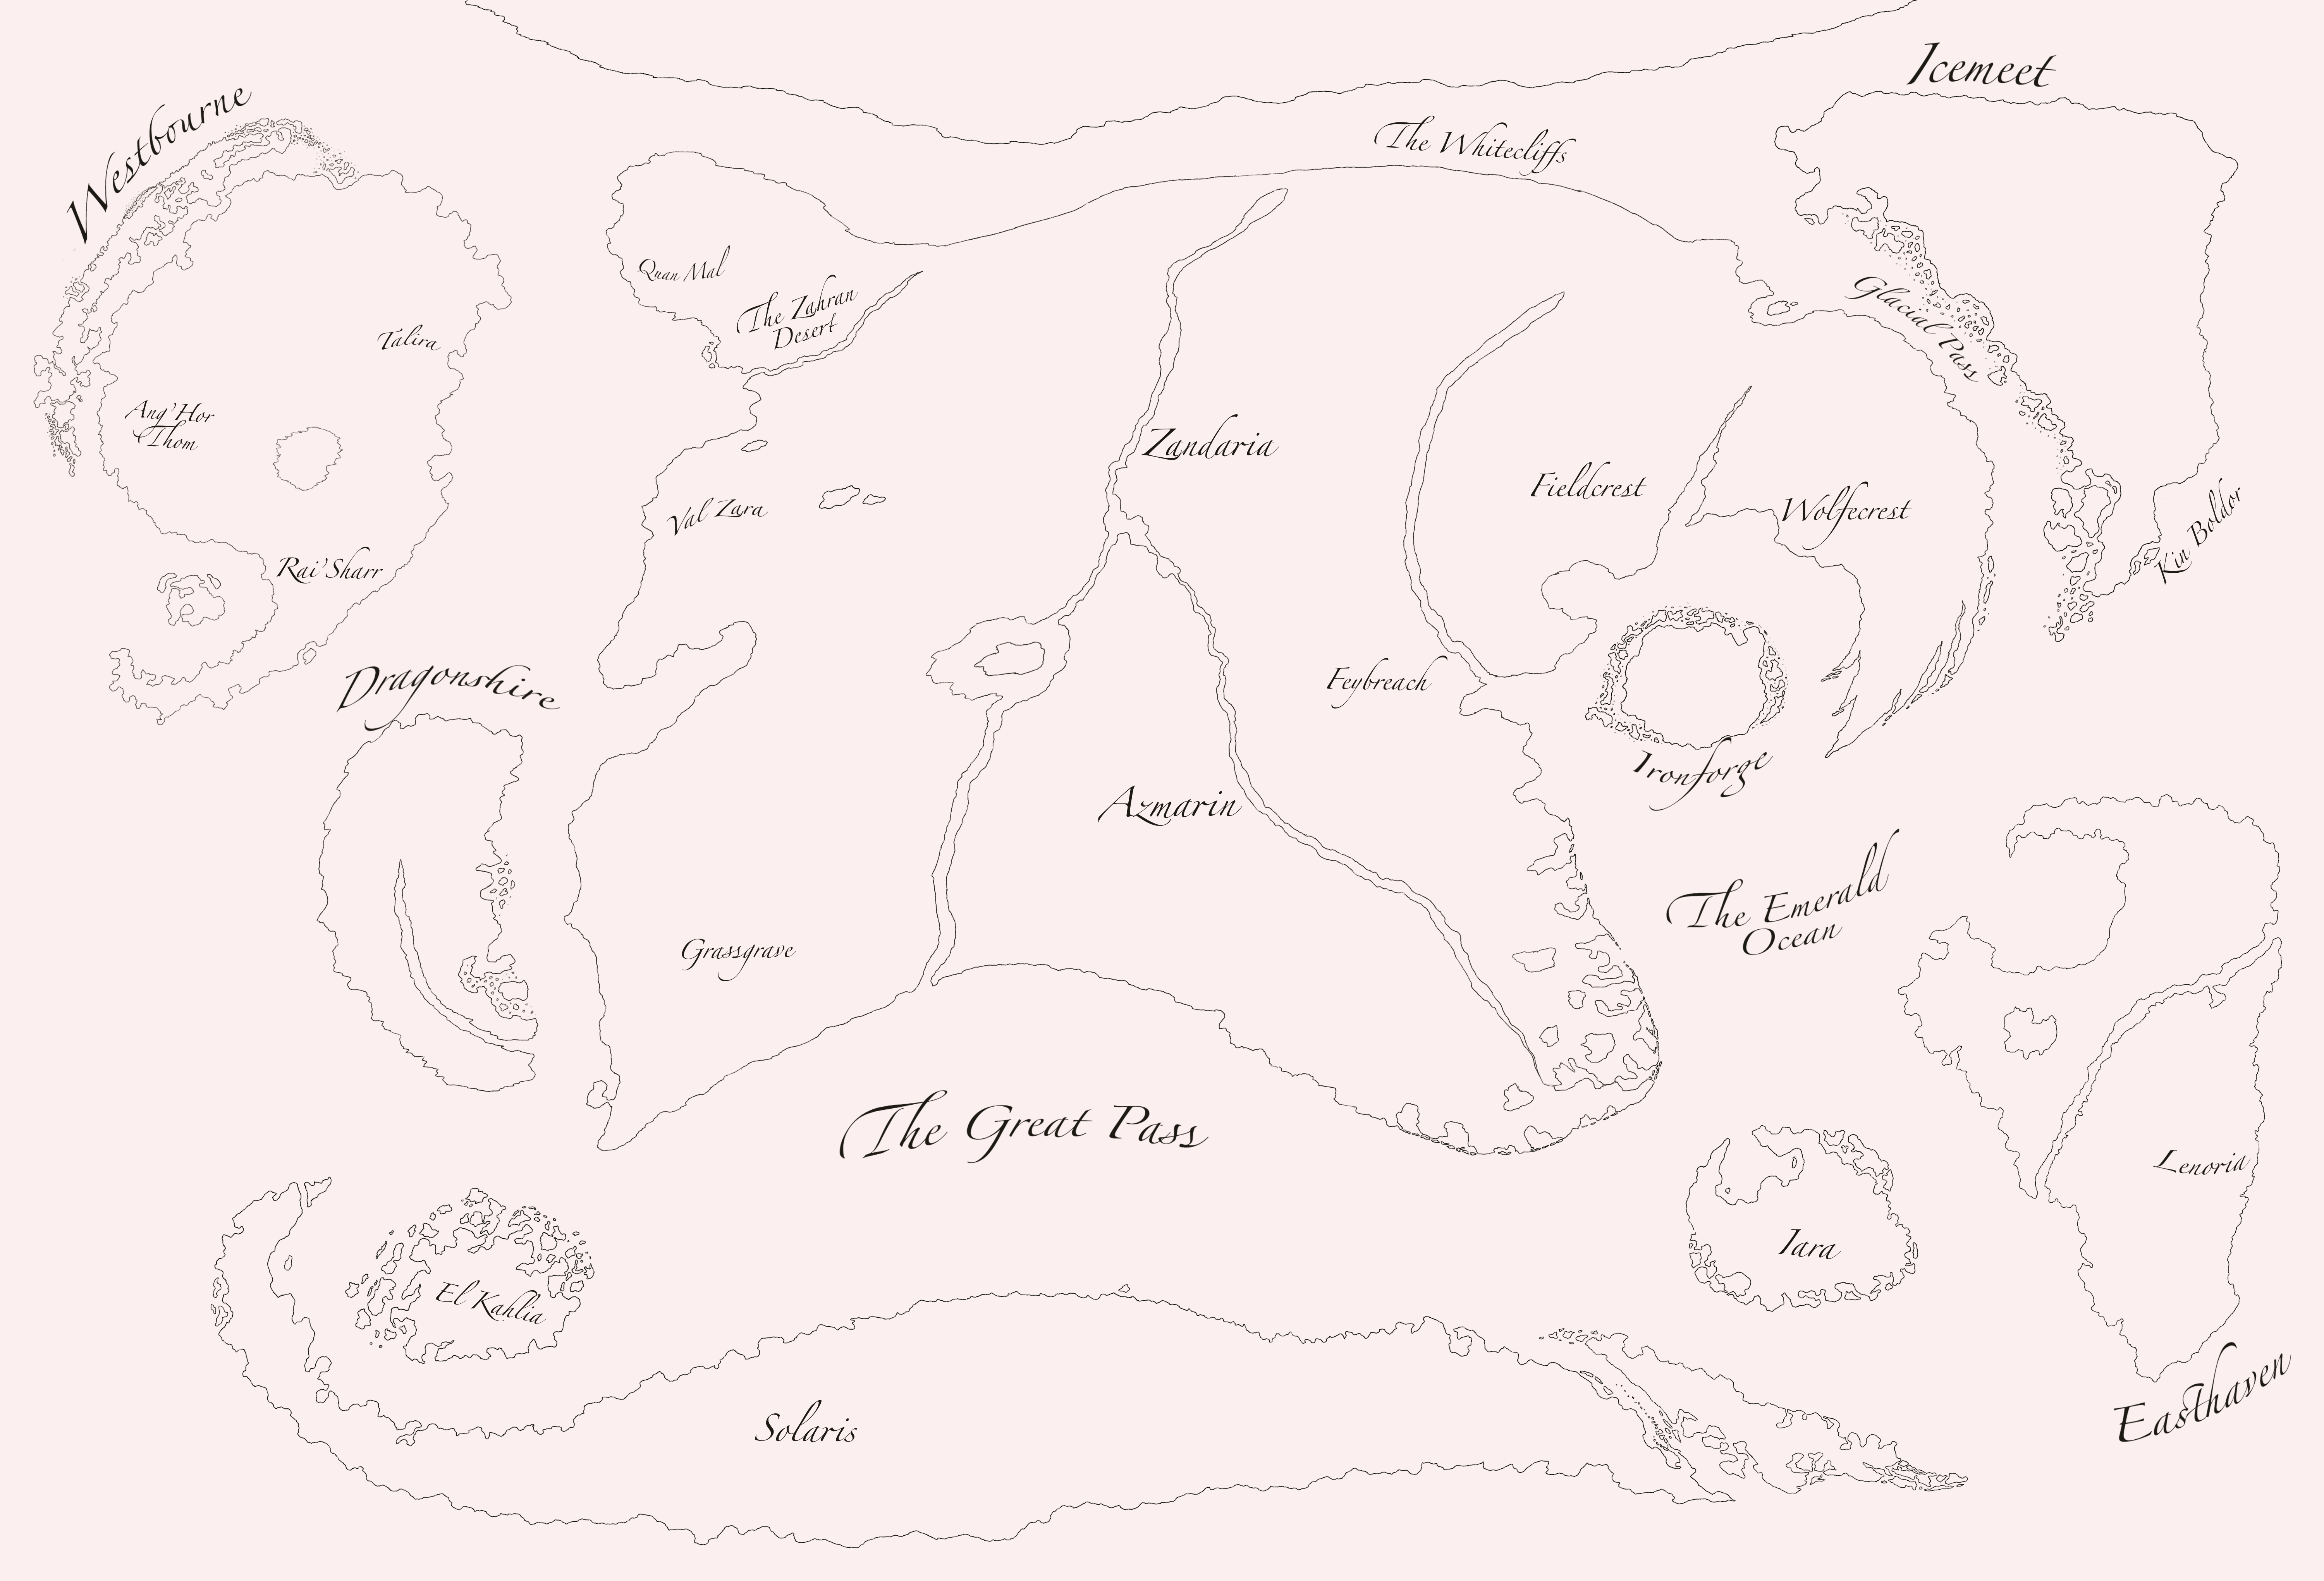 Icemeet
Westbourne
The Whitecliffs
Quan Mal
The Zahran
Desert
Glacial Pass
Talira
Ang'Hor
Thom
Zandaria
Fieldcrest
Val Zara
Wolfecrest
Kin Boldor
Rai'Sharr
Dragonshire
Feybreach
Ironforge
Azmarin
The Emerald
Ocean
Grassgrave
The Great Pass
Lenoria
Iara
El Kahlia
Solaris
Easthaven